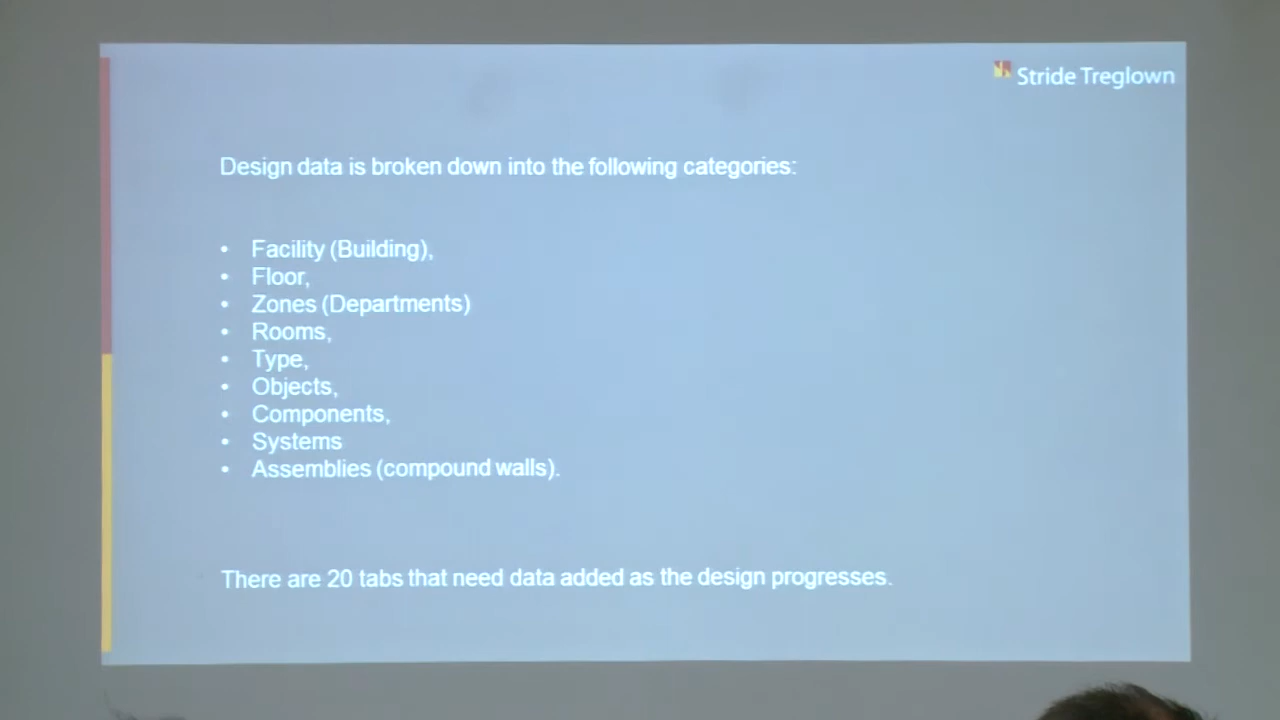 Stride Treglown
Design data is broken down into the following categories:
• Facility (Building),
• Floor,
• Zones (Departments)
• Rooms,
• Type,
• Objects,
• Components,
• Systems
• Assemblies (compound walls).
There are 20 tabs that need data added as the design progresses.